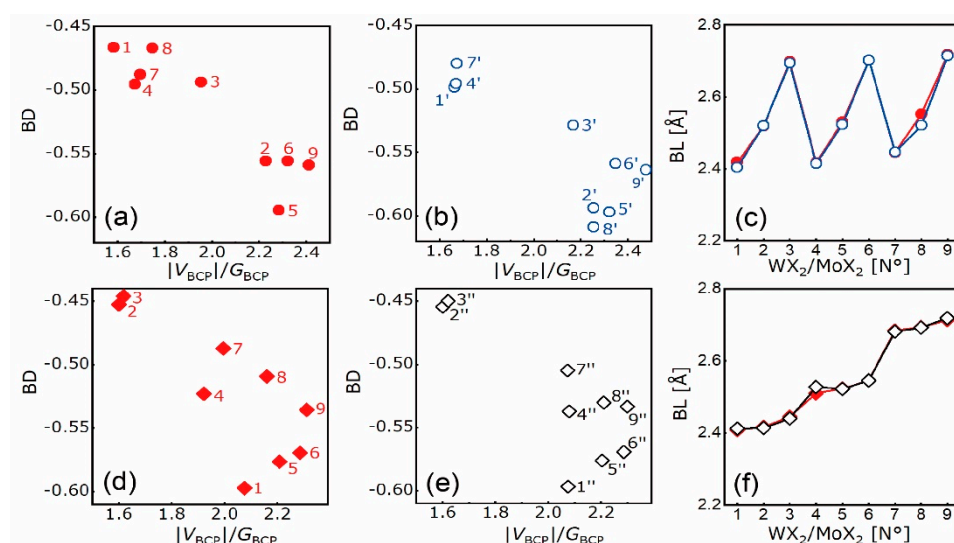 -0.45
-0.50
-0.55
-0.60
BD
1
8
7
4
3
2
6
9
5
(a)
1.6 1.8 2.0 2.2 2.4
|VBCP|/GBCP
-0.45
-0.50
-0.55
-0.60
BD
7'
4'
1'
3'
6'
9'
2'
5'
8'
(b)
1.6 1.8 2.0 2.2 2.4
|VBCP|/GBCP
2.8
2.6
2.4
2.2
BL [Å]
(c)
1 2 3 4 5 6 7 8 9
WX2/MoX2 [N°]
-0.45
-0.50
-0.55
-0.60
BD
3
2
7
8
4
9
6
5
1
(d)
1.6 1.8 2.0 2.2
|VBCP|/GBCP
-0.45
-0.50
-0.55
-0.60
BD
3''
2''
7''
8''
4''
9''
6''
5''
1''
(e)
1.6 1.8 2.0 2.2
|VBCP|/GBCP
2.8
2.6
2.4
2.2
BL [Å]
(f)
1 2 3 4 5 6 7 8 9
WX2/MoX2 [N°]